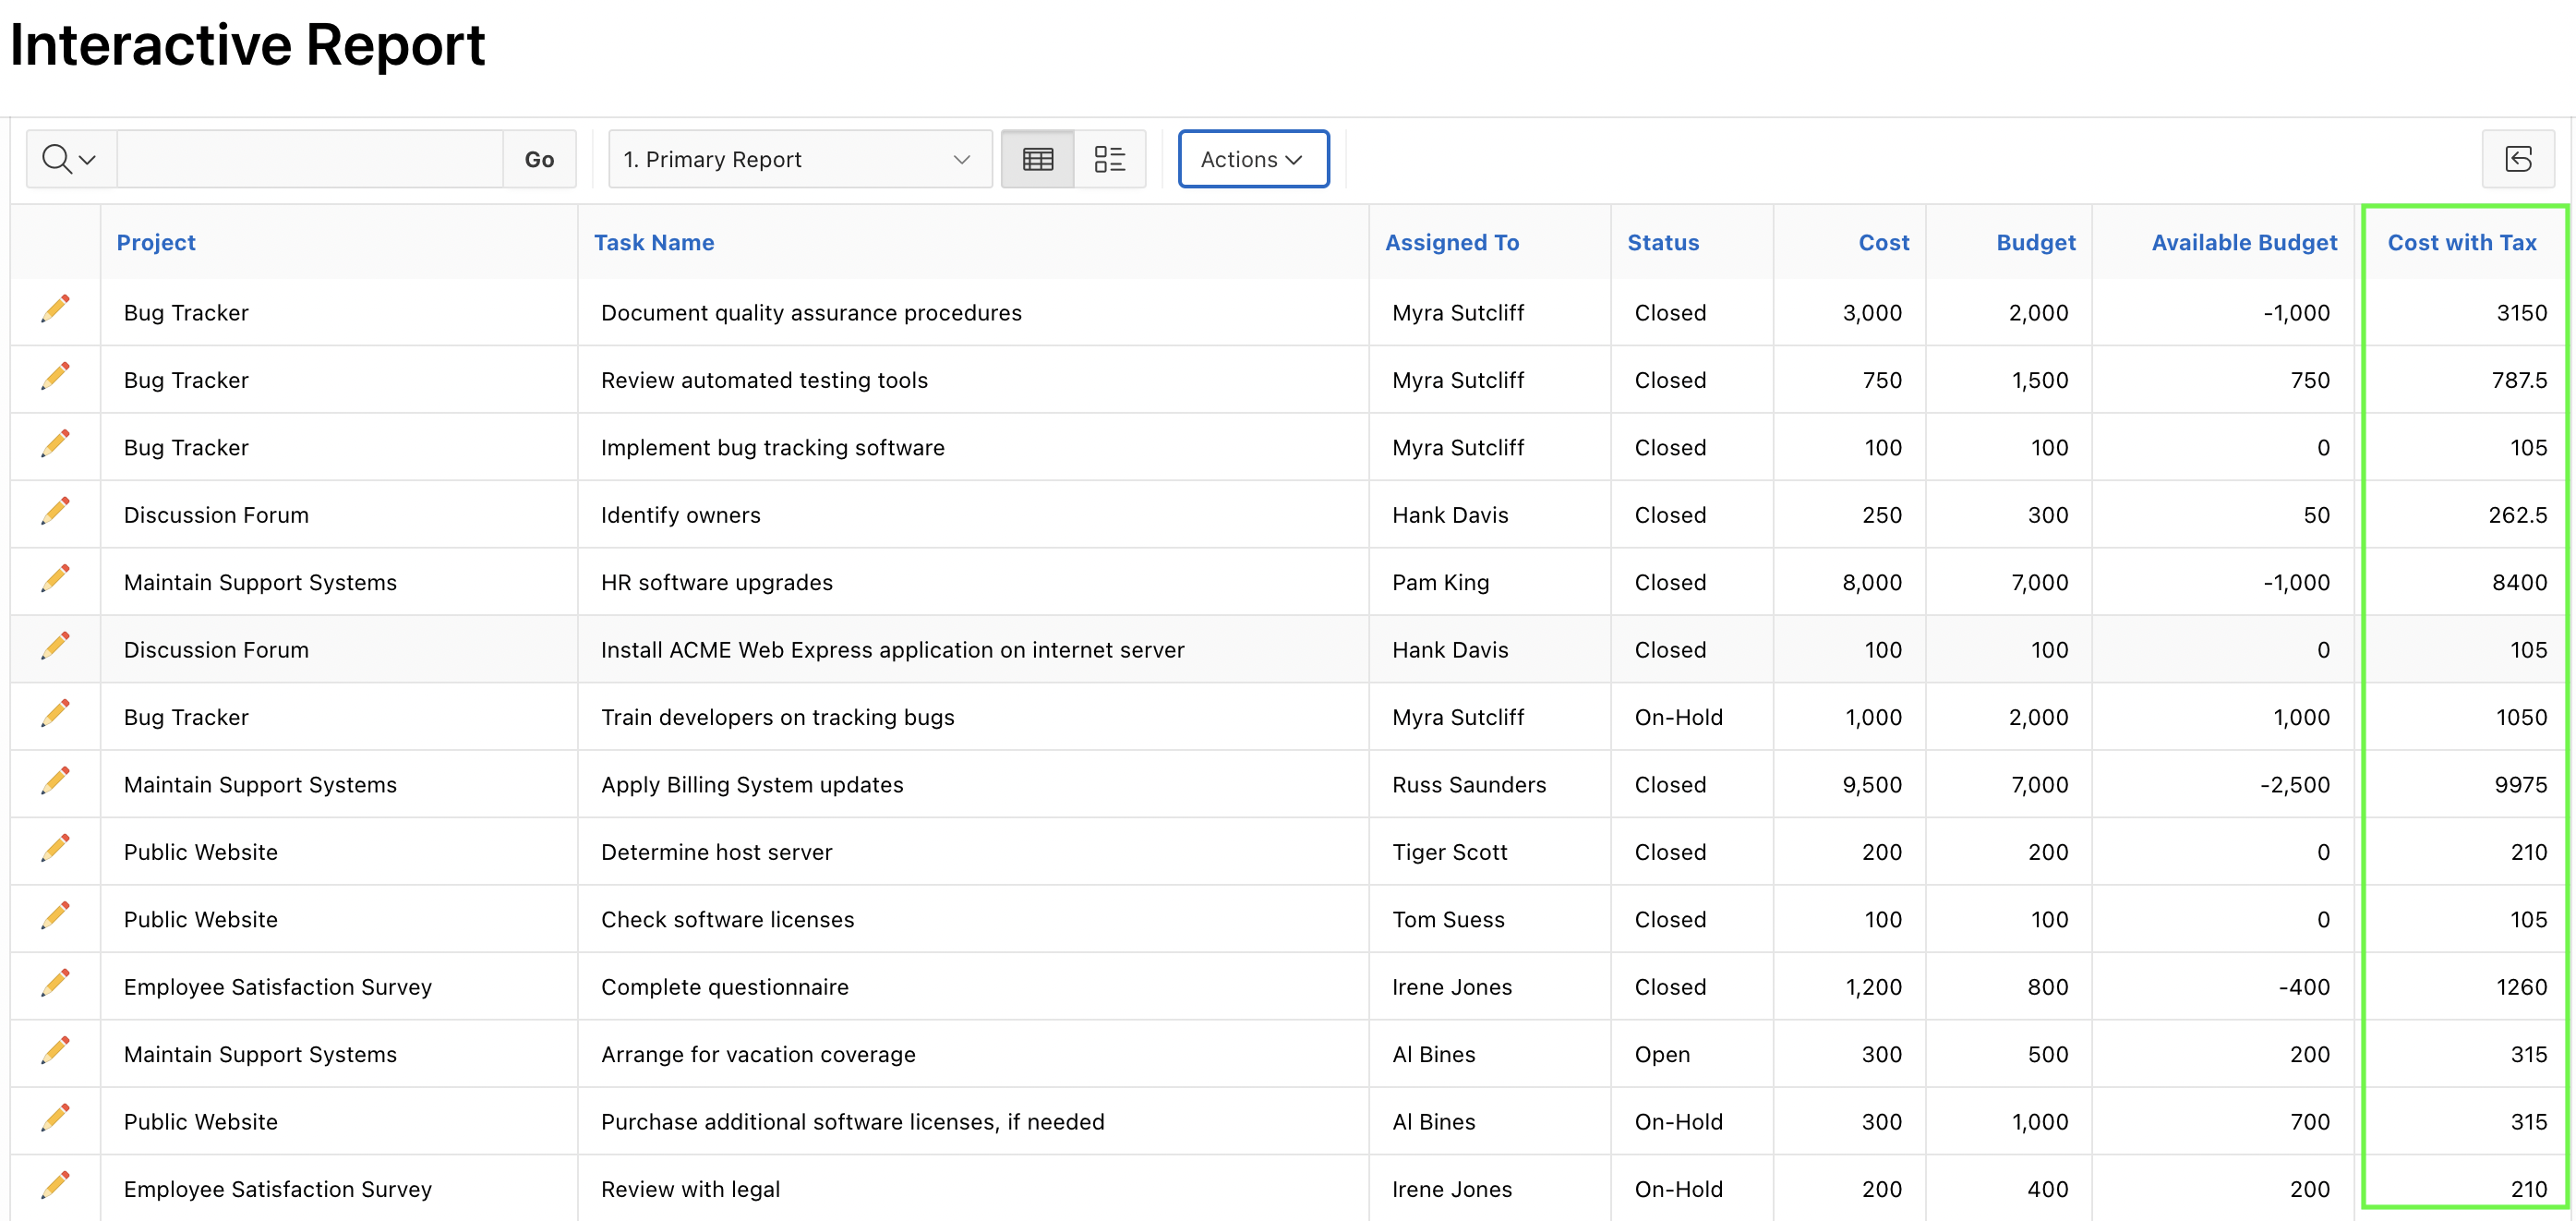 Interactive Report
Go 1. Primary Report Actions
Project Task Name Assigned To Status Cost Budget Available Budget Cost with Tax
Bug Tracker Document quality assurance procedures Myra Sutcliff Closed 3,000 2,000 -1,000 3150
Bug Tracker Review automated testing tools Myra Sutcliff Closed 750 1,500 750 787.5
Bug Tracker Implement bug tracking software Myra Sutcliff Closed 100 100 0 105
Discussion Forum Identify owners Hank Davis Closed 250 300 50 262.5
Maintain Support Systems HR software upgrades Pam King Closed 8,000 7,000 -1,000 8400
Discussion Forum Install ACME Web Express application on internet server Hank Davis Closed 100 100 0 105
Bug Tracker Train developers on tracking bugs Myra Sutcliff On-Hold 1,000 2,000 1,000 1050
Maintain Support Systems Apply Billing System updates Russ Saunders Closed 9,500 7,000 -2,500 9975
Public Website Determine host server Tiger Scott Closed 200 200 0 210
Public Website Check software licenses Tom Suess Closed 100 100 0 105
Employee Satisfaction Survey Complete questionnaire Irene Jones Closed 1,200 800 -400 1260
Maintain Support Systems Arrange for vacation coverage Al Bines Open 300 500 200 315
Public Website Purchase additional software licenses, if needed Al Bines On-Hold 300 1,000 700 315
Employee Satisfaction Survey Review with legal Irene Jones On-Hold 200 400 200 210